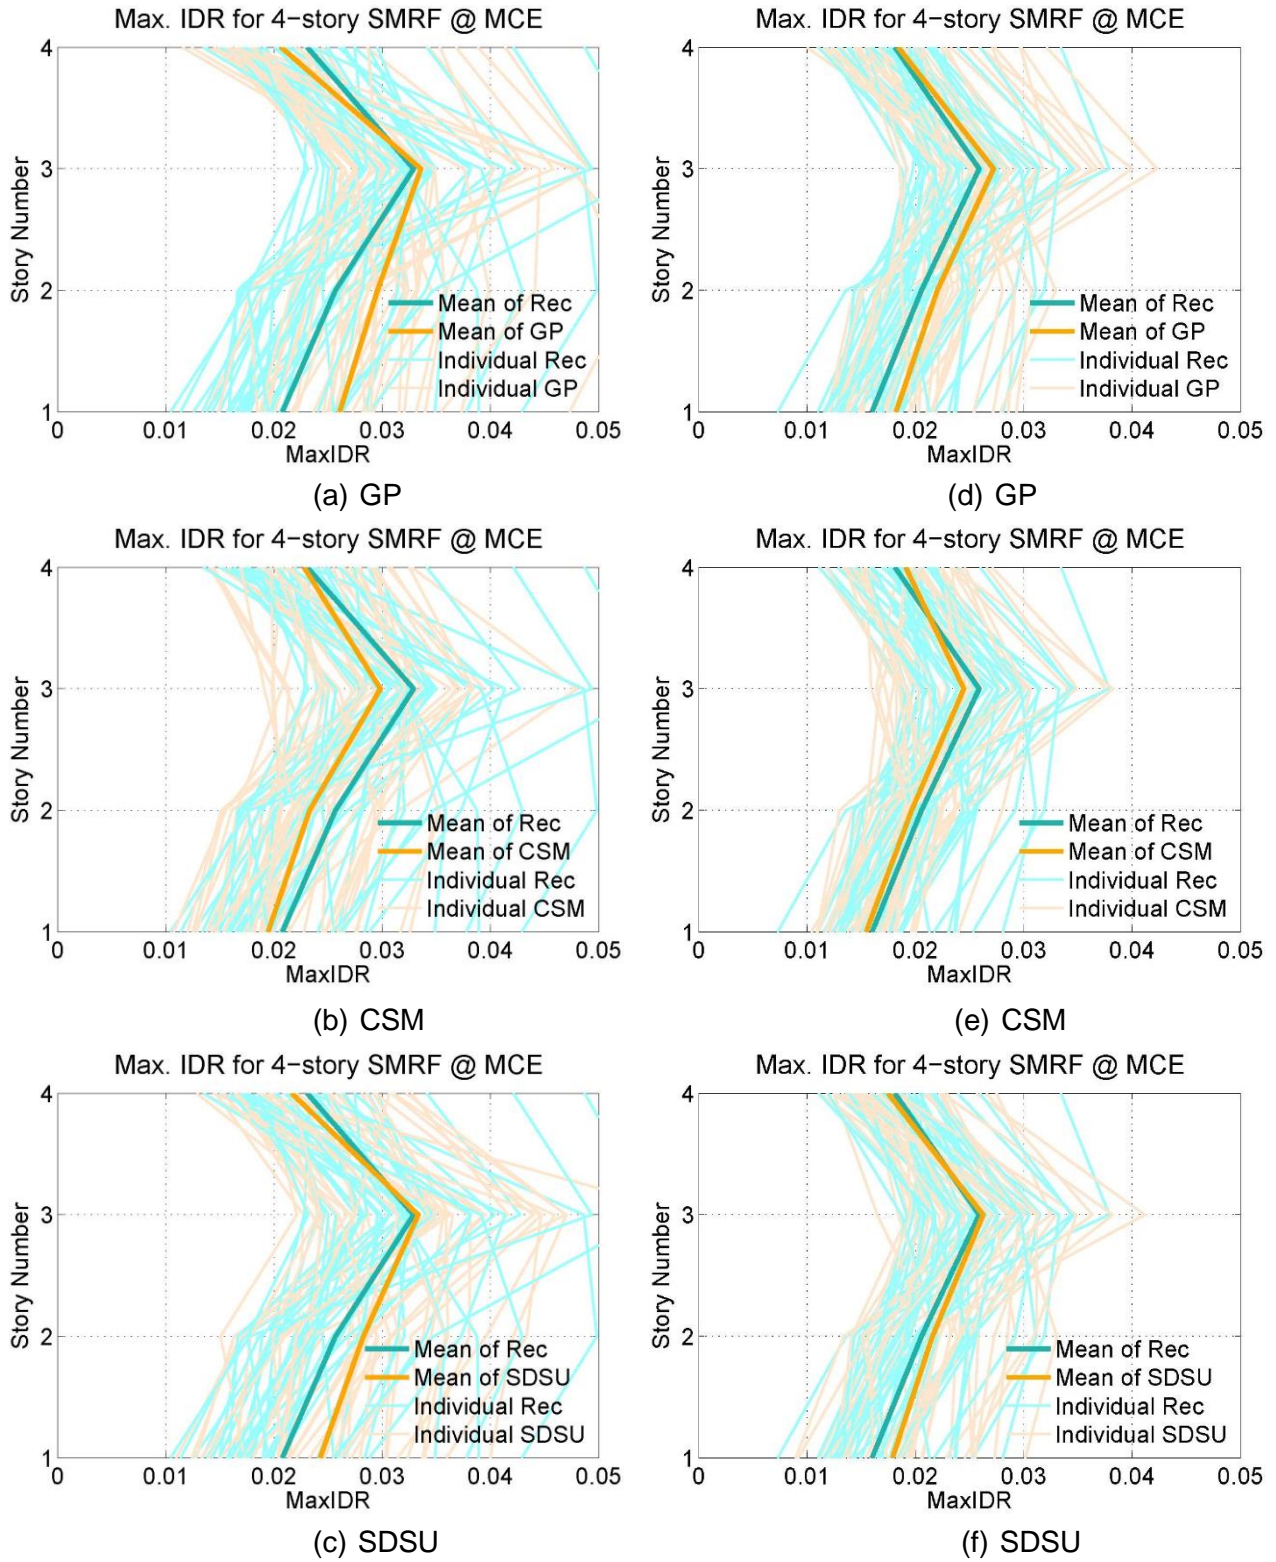 Max. IDR for 4−story SMRF @ MCE
4
3
2
1
Story Number
Mean of Rec
Mean of GP
Individual Rec
Individual GP
0 0.01 0.02 0.03 0.04 0.05
MaxIDR
(a) GP
Max. IDR for 4−story SMRF @ MCE
4
3
2
1
Story Number
Mean of Rec
Mean of GP
Individual Rec
Individual GP
0 0.01 0.02 0.03 0.04 0.05
MaxIDR
(d) GP
Max. IDR for 4−story SMRF @ MCE
4
3
2
1
Story Number
Mean of Rec
Mean of CSM
Individual Rec
Individual CSM
0 0.01 0.02 0.03 0.04 0.05
MaxIDR
(b) CSM
Max. IDR for 4−story SMRF @ MCE
4
3
2
1
Story Number
Mean of Rec
Mean of CSM
Individual Rec
Individual CSM
0 0.01 0.02 0.03 0.04 0.05
MaxIDR
(e) CSM
Max. IDR for 4−story SMRF @ MCE
4
3
2
1
Story Number
Mean of Rec
Mean of SDSU
Individual Rec
Individual SDSU
0 0.01 0.02 0.03 0.04 0.05
MaxIDR
(c) SDSU
Max. IDR for 4−story SMRF @ MCE
4
3
2
1
Story Number
Mean of Rec
Mean of SDSU
Individual Rec
Individual SDSU
0 0.01 0.02 0.03 0.04 0.05
MaxIDR
(f) SDSU